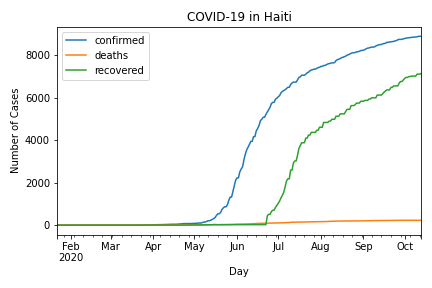 COVID-19 in Haiti
confirmed
deaths
recovered
Number of Cases
8000
6000
4000
2000
0
Feb Mar Apr May Jun Jul Aug Sep Oct
2020
Day